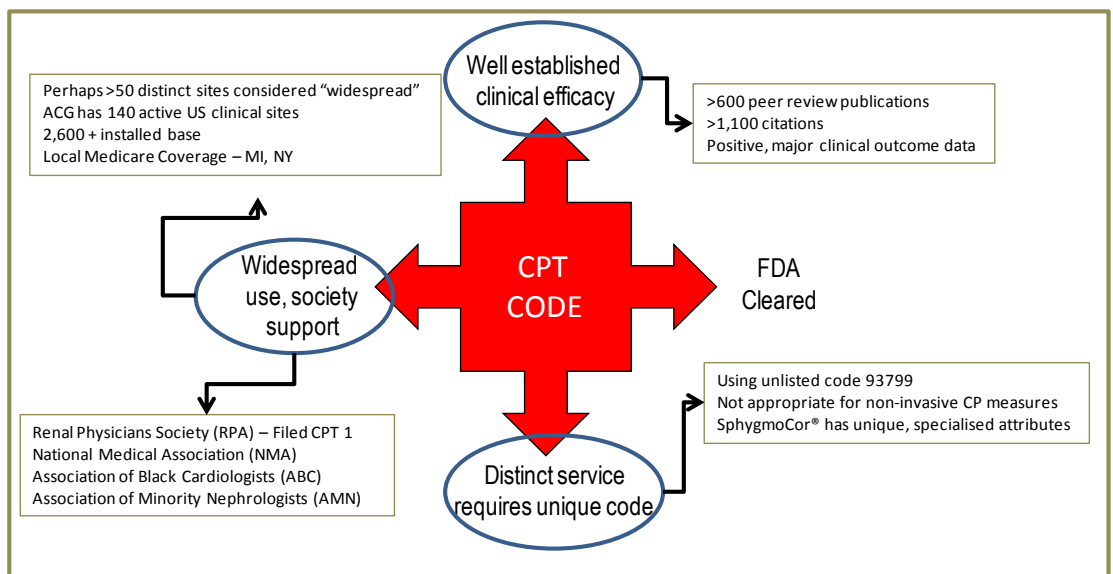 Well established
clinical efficacy
Perhaps >50 distinct sites considered “widespread”
ACG has 140 active US clinical sites
2,600 + installed base
Local Medicare Coverage – MI, NY
>600 peer review publications
>1,100 citations
Positive, major clinical outcome data
Widespread
use, society
support
CPT
CODE
FDA
Cleared
Using unlisted code 93799
Not appropriate for non-invasive CP measures
SphygmoCor® has unique, specialised attributes
Renal Physicians Society (RPA) – Filed CPT 1
National Medical Association (NMA)
Association of Black Cardiologists (ABC)
Association of Minority Nephrologists (AMN)
Distinct service
requires unique code